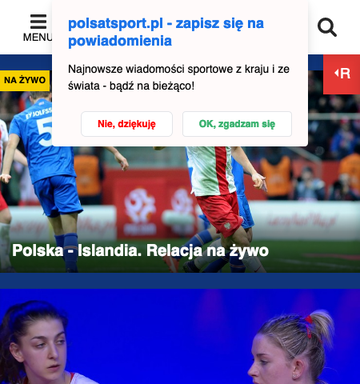 polsatsport.pl - zapisz się na
powiadomienia
Najnowsze wiadomości sportowe z kraju i ze
świata - bądź na bieżąco!
Nie, dziękuję
OK, zgadzam się
MENU
NA ŻYWO
R
Polska - Islandia. Relacja na żywo